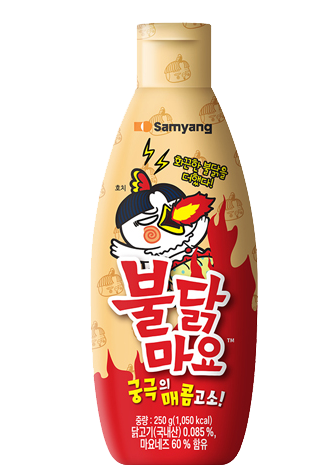 Samyang
화끈한 불닭을
더했다!
호치
불닭
마요
TM
궁극의
매콤고소!
중량 : 250 g(1,050 kcal)
닭고기(국내산) 0.085 %,
마요네즈 60 % 함유